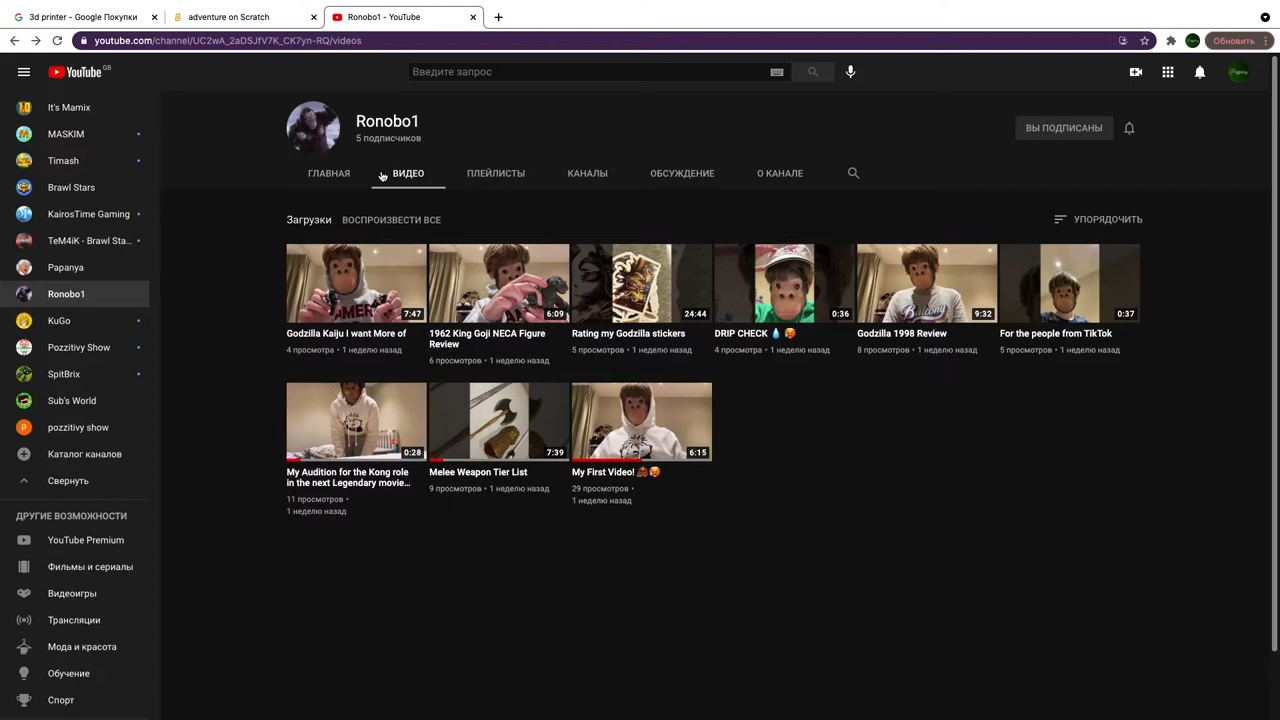 3d printer - Google Покупки
adventure on Scratch
Ronobo1 - YouTube
youtube.com/channel/UC2wA_2aDSJfV7K_CK7yn-RQ/videos
Обновить
YouTube GB
Введите запрос
It's Mamix
MASKIM
Timash
Brawl Stars
KairosTime Gaming
TeM4iK - Brawl Sta...
Papanya
Ronobo1
KuGo
Pozzitivy Show
SpitBrix
Sub's World
pozzitivy show
Каталог каналов
Свернуть
ДРУГИЕ ВОЗМОЖНОСТИ
YouTube Premium
Фильмы и сериалы
Видеоигры
Трансляции
Мода и красота
Обучение
Спорт
Ronobo1
5 подписчиков
ВЫ ПОДПИСАНЫ
ГЛАВНАЯ ВИДЕО ПЛЕЙЛИСТЫ КАНАЛЫ ОБСУЖДЕНИЕ О КАНАЛЕ
Загрузки ВОСПРОИЗВЕСТИ ВСЕ УПОРЯДОЧИТЬ
7:47
Godzilla Kaiju I want More of
4 просмотра • 1 неделю назад
6:09
1962 King Goji NECA Figure
Review
6 просмотров • 1 неделю назад
24:44
Rating my Godzilla stickers
5 просмотров • 1 неделю назад
0:36
DRIP CHECK 💧🥵
4 просмотра • 1 неделю назад
9:32
Godzilla 1998 Review
8 просмотров • 1 неделю назад
0:37
For the people from TikTok
5 просмотров • 1 неделю назад
0:28
My Audition for the Kong role
in the next Legendary movie...
11 просмотров •
1 неделю назад
7:39
Melee Weapon Tier List
9 просмотров • 1 неделю назад
6:15
My First Video! 🦧🥵
29 просмотров •
1 неделю назад